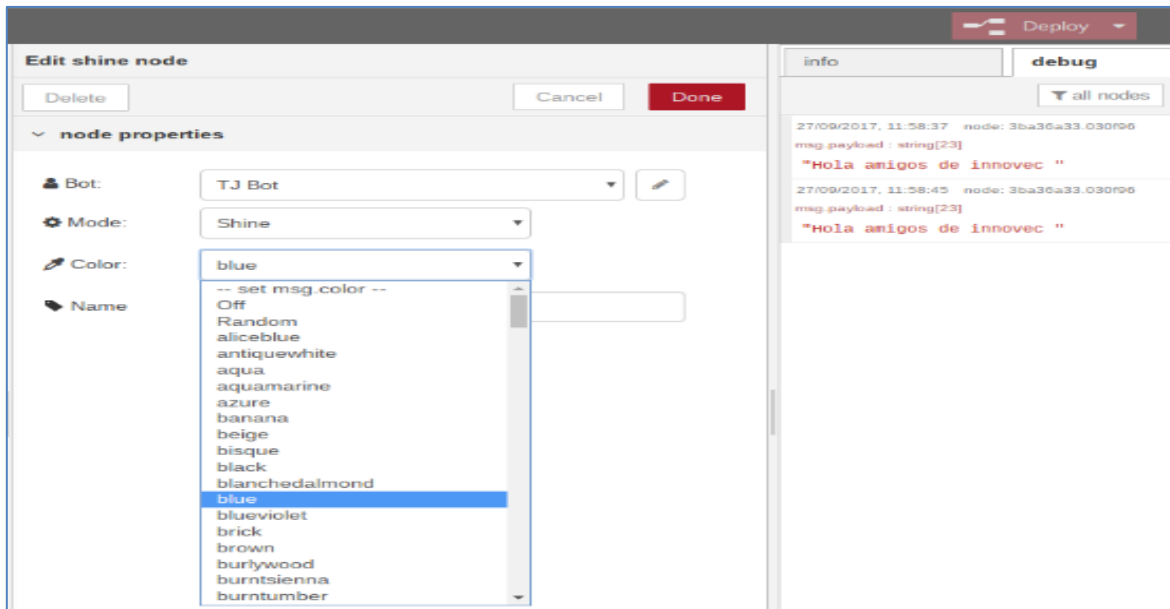 Deploy
Edit shine node
Delete
Cancel
Done
node properties
Bot:
TJ Bot
Mode:
Shine
Color:
blue
Name
-- set msg.color --
Off
Random
aliceblue
antiquewhite
aqua
aquamarine
azure
banana
beige
bisque
black
blanchedalmond
blue
blueviolet
brick
brown
burlywood
burntsienna
burntumber
info
debug
all nodes
27/09/2017, 11:58:37 node: 3ba36a33.030f96
msg.payload : string[23]
"Hola amigos de innovec "
27/09/2017, 11:58:45 node: 3ba36a33.030f96
msg.payload : string[23]
"Hola amigos de innovec "